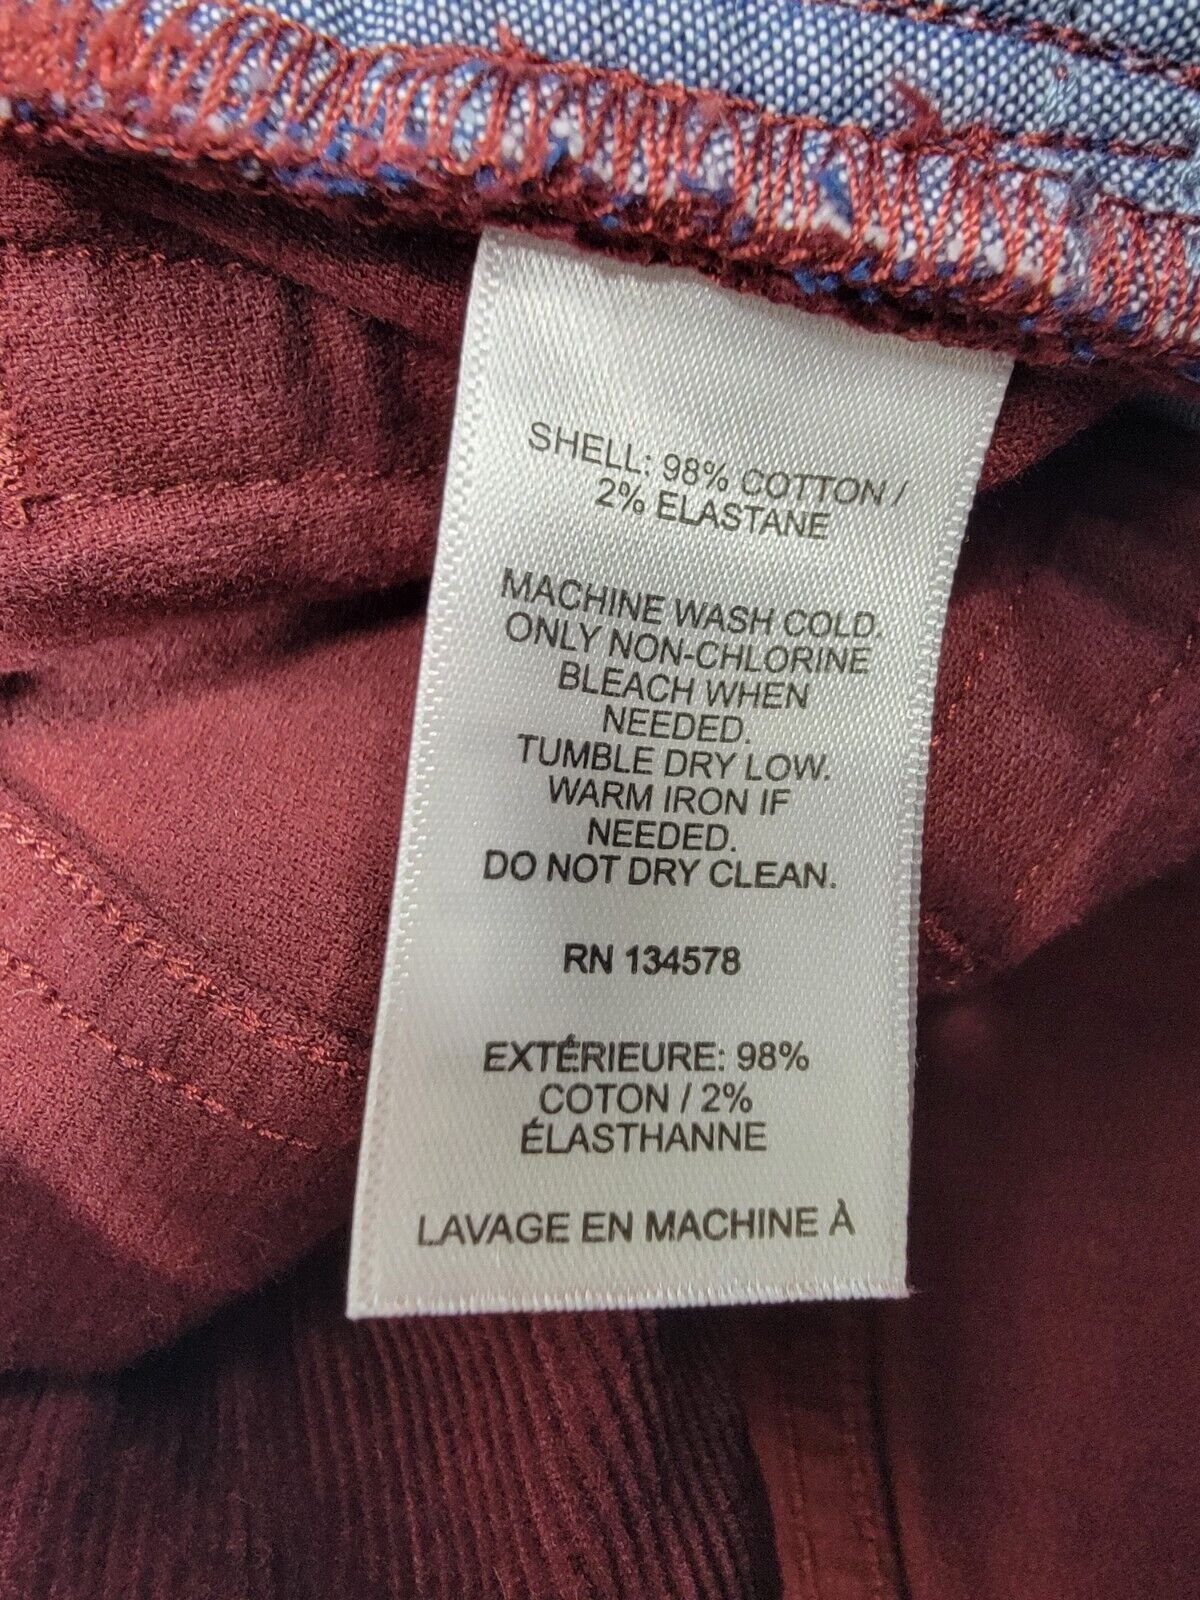 SHELL: 98% COTTON /
2% ELASTANE
MACHINE WASH COLD.
ONLY NON-CHLORINE
BLEACH WHEN
NEEDED.
TUMBLE DRY LOW.
WARM IRON IF
NEEDED.
DO NOT DRY CLEAN.
RN 134578
EXTÉRIEURE: 98%
COTON / 2%
ÉLASTHANNE
LAVAGE EN MACHINE À